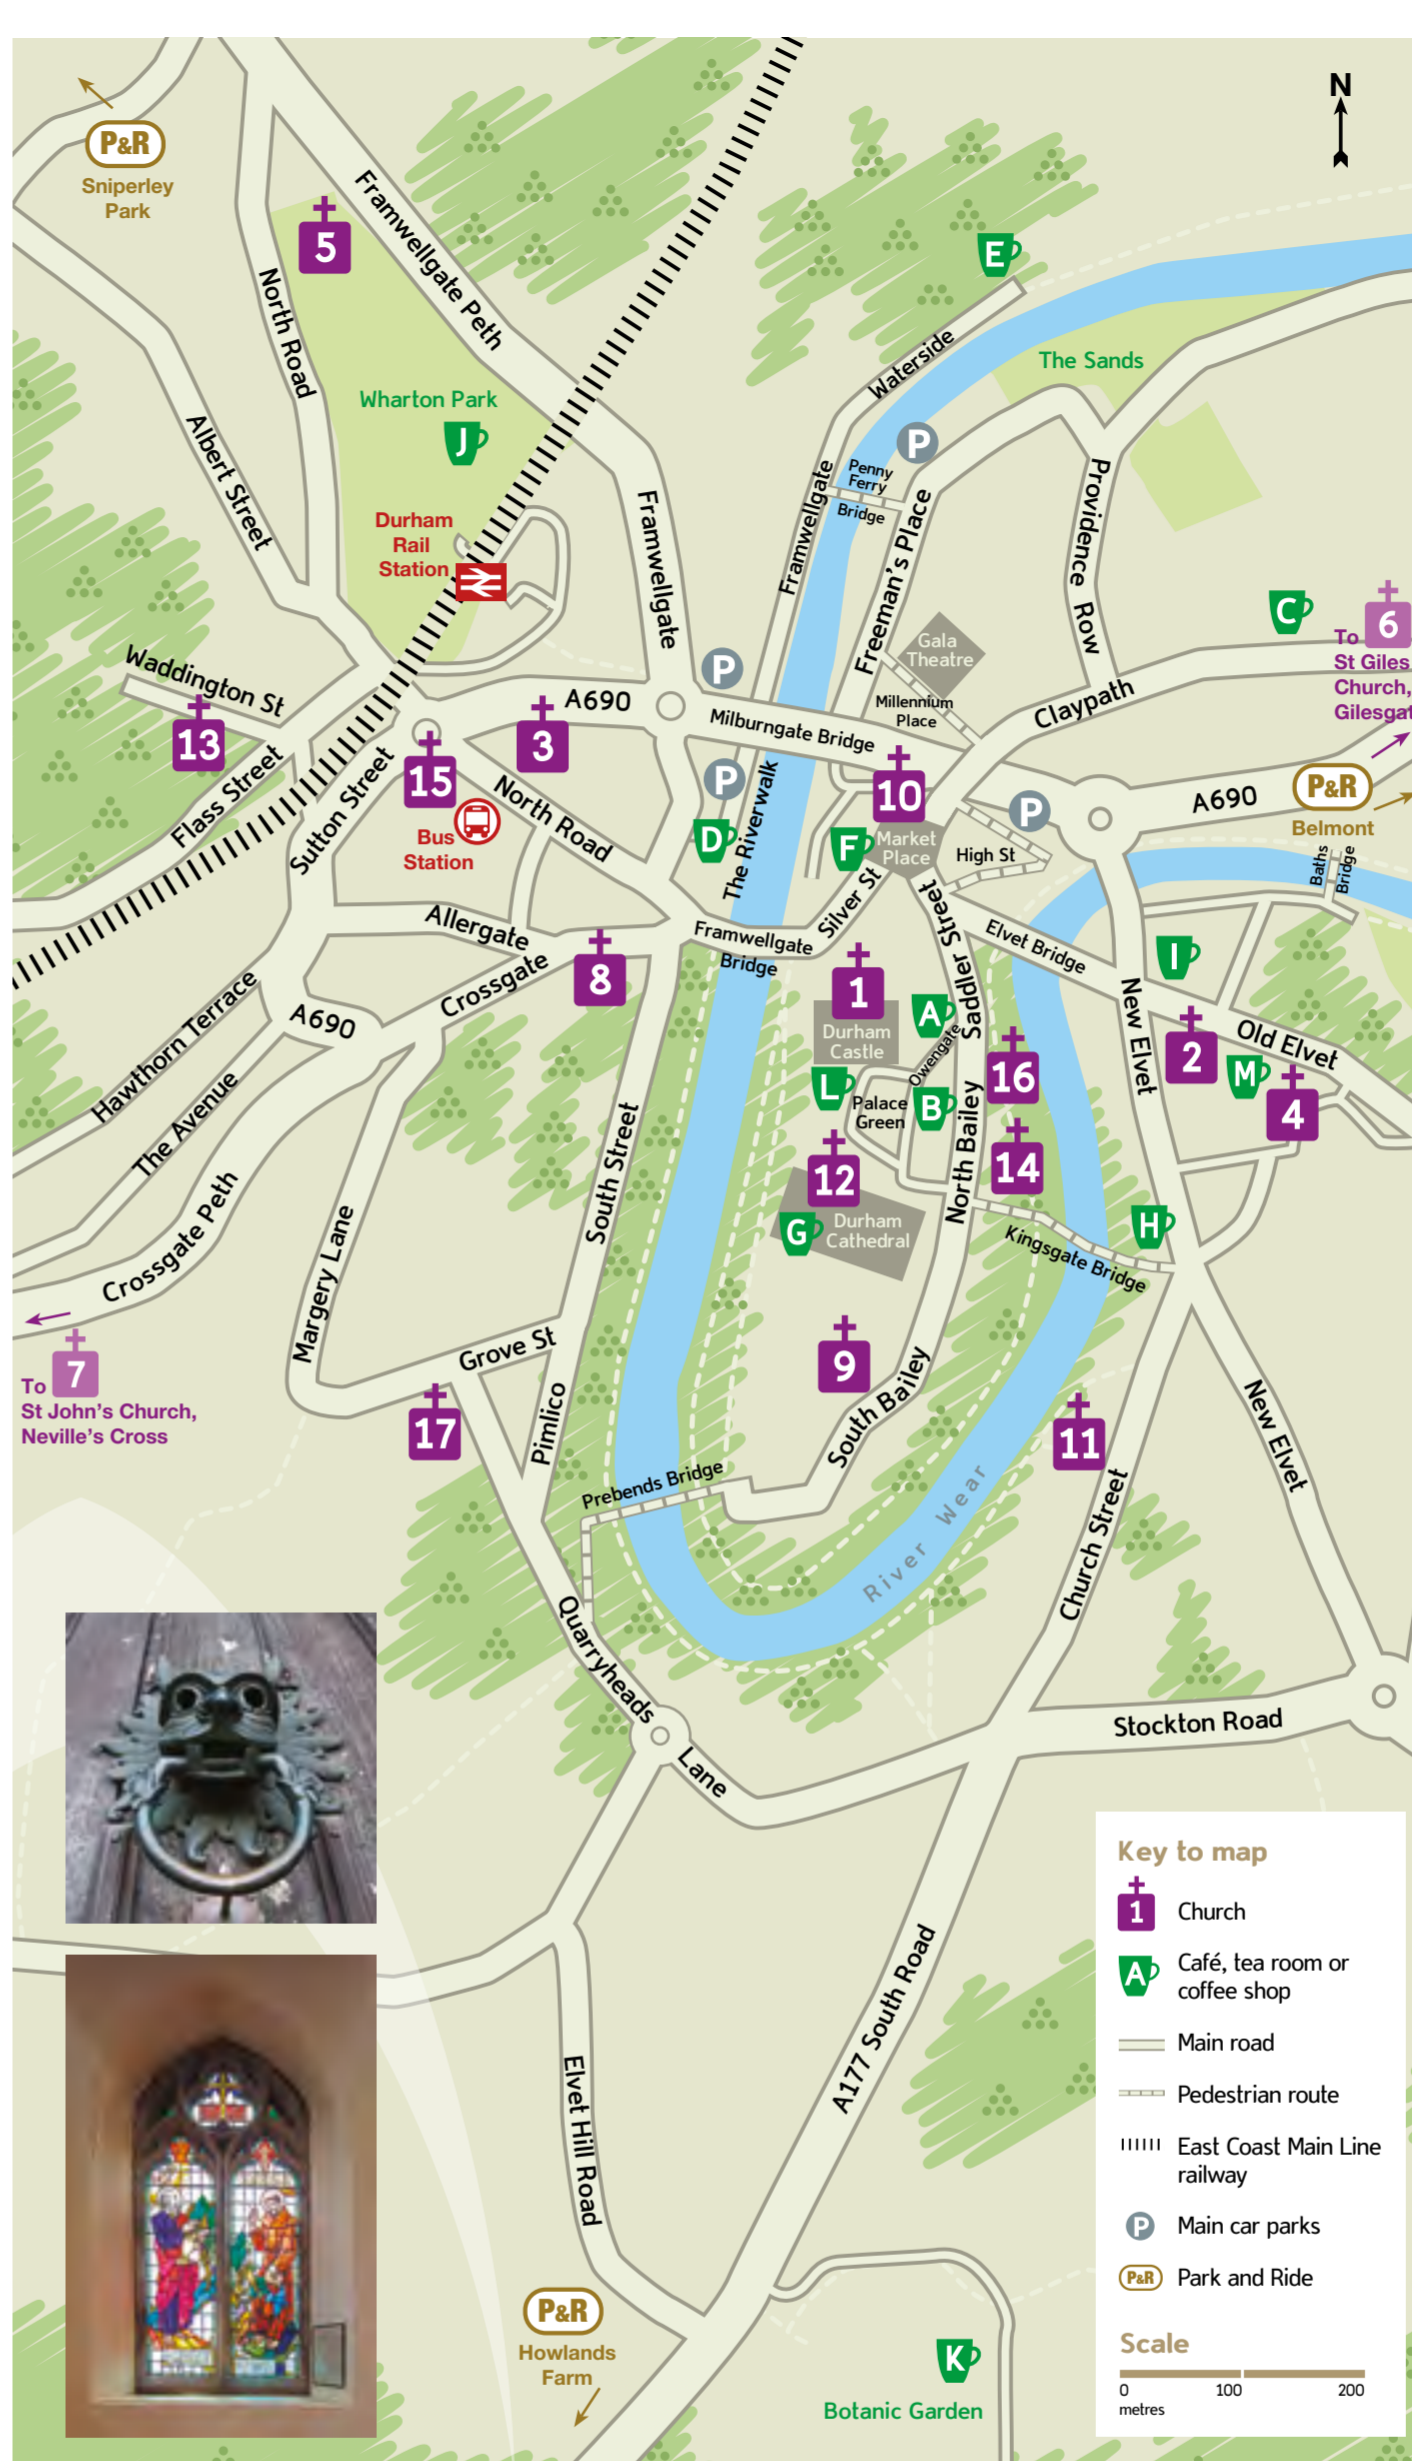 N
P&R
Sniperley
Park
5
Framwellgate Peth
North Road
E
Waterside
The Sands
Wharton Park
J
Albert Street
P
Penny
Ferry
Bridge
Framwellgate
Freeman's Place
Providence Row
Durham
Rail
Station
Framwellgate
C
To
6
St Giles
Church,
Gilesgat
Gala
Theatre
Waddington St
13
P
Millennium
Place
Claypath
3
A690
Milburngate Bridge
15
Flass Street
Sutton Street
Bus
Station
North Road
P
D
The Riverwalk
10
F
Market
Place
P
High St
A690
P&R
Belmont
Baths
Bridge
Silver St
Saddler Street
Elvet Bridge
Allergate
Crossgate
8
Framwellgate
Bridge
1
Durham
Castle
A
I
New Elvet
2
Old Elvet
M
4
Hawthorn Terrace
A690
The Avenue
Owengate
L
Palace
Green
B
16
North Bailey
14
12
G
Durham
Cathedral
South Street
Kingsgate Bridge
H
Crossgate Peth
Margery Lane
To
7
St John's Church,
Neville's Cross
Grove St
17
Pimlico
9
South Bailey
11
New Elvet
Church Street
Prebends Bridge
River Wear
Quarryheads
Lane
Stockton Road
A177 South Road
Elvet Hill Road
P&R
Howlands
Farm
K
Botanic Garden
Key to map
1
Church
A
Café, tea room or
coffee shop
Main road
Pedestrian route
East Coast Main Line
railway
P
Main car parks
P&R
Park and Ride
Scale
0 100 200
metres